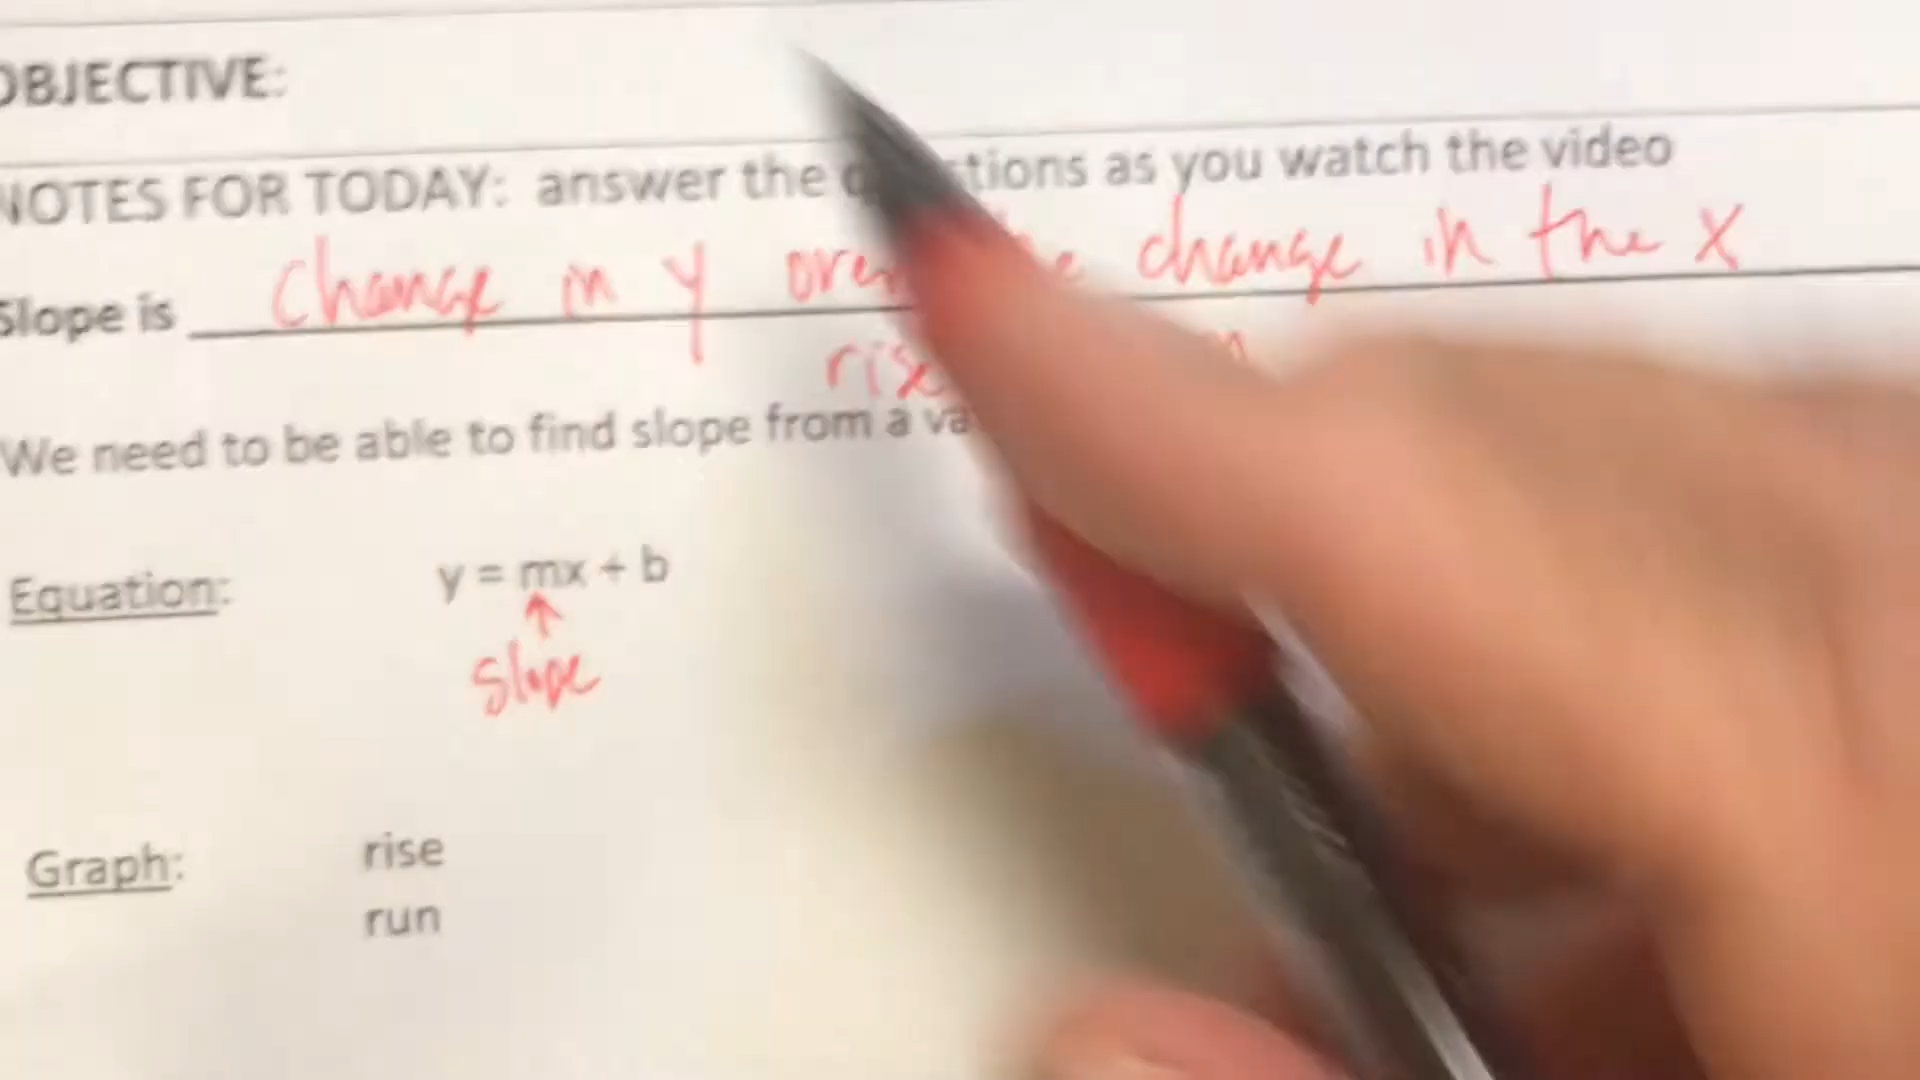 OBJECTIVE:
NOTES FOR TODAY: answer the questions as you watch the video
Slope is change in y over the change in the x
rise
We need to be able to find slope from a
Equation: y = mx + b
slope
Graph: rise
run